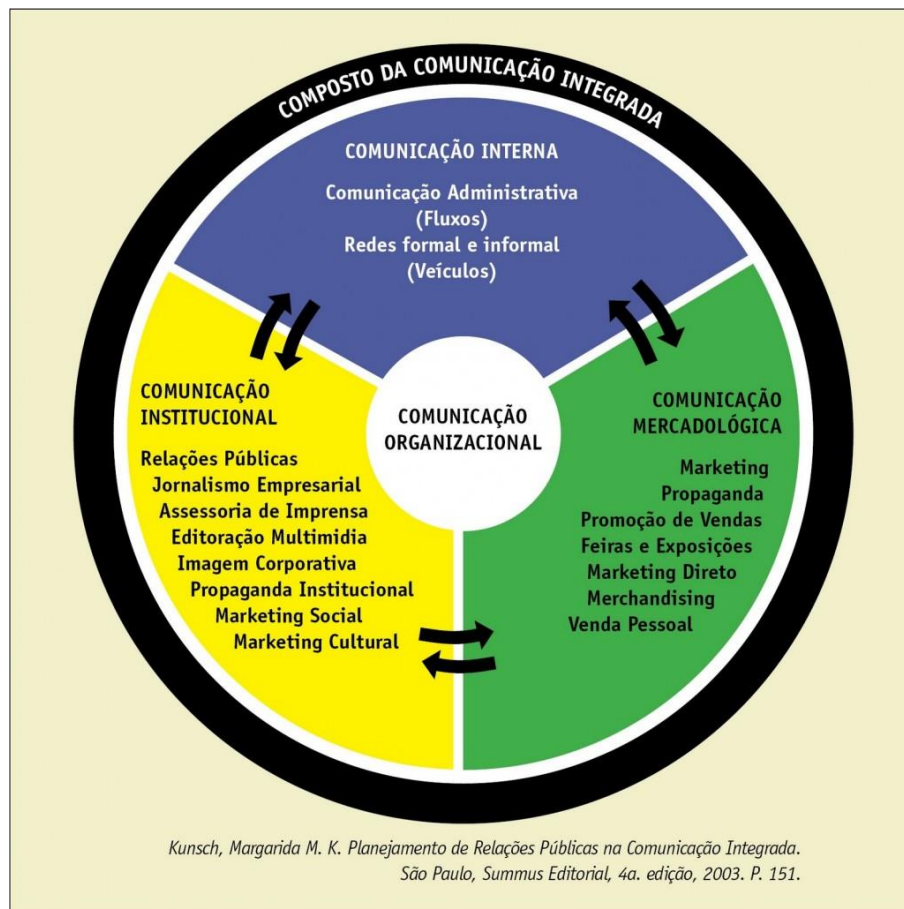 COMPOSTO DA COMUNICAÇÃO INTEGRADA
COMUNICAÇÃO INTERNA
Comunicação Administrativa
(Fluxos)
Redes formal e informal
(Veículos)
COMUNICAÇÃO
INSTITUCIONAL
Relações Públicas
Jornalismo Empresarial
Assessoria de Imprensa
Editoração Multimidia
Imagem Corporativa
Propaganda Institucional
Marketing Social
Marketing Cultural
COMUNICAÇÃO
ORGANIZACIONAL
COMUNICAÇÃO
MERCADOLÓGICA
Marketing
Propaganda
Promoção de Vendas
Feiras e Exposições
Marketing Direto
Merchandising
Venda Pessoal
Kunsch, Margarida M. K. Planejamento de Relações Públicas na Comunicação Integrada.
São Paulo, Summus Editorial, 4a. edição, 2003. P. 151.